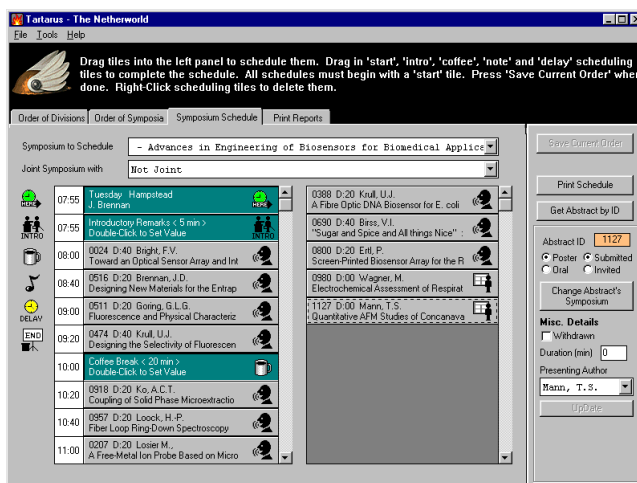 Tartarus - The Netherworld
File Tools Help
Drag tiles into the left panel to schedule them. Drag in 'start', 'intro', 'coffee', 'note' and 'delay' scheduling
tiles to complete the schedule. All schedules must begin with a 'start' tile. Press 'Save Current Order' when
done. Right-Click scheduling tiles to delete them.
Order of Divisions Order of Symposia Symposium Schedule Print Reports
Symposium to Schedule - Advances in Engineering of Biosensors for Biomedical Applica
Joint Symposium with Not Joint
HERE
INTRO
DELAY
END
07:55 Tuesday Hampstead
J. Brennan
HERE
07:55 Introductory Remarks < 5 min >
Double-Click to Set Value
INTRO
08:00 0024 D:40 Bright, F.V.
Toward an Optical Sensor Array and Int
08:40 0516 D:20 Brennan, J.D.
Designing New Materials for the Entrap
09:00 0511 D:20 Goring, G.L.G.
Fluorescence and Physical Characteriz
09:20 0474 D:40 Krull, U.J.
Designing the Selectivity of Fluorescen
10:00 Coffee Break < 20 min >
Double-Click to Set Value
10:20 0918 D:20 Ko, A.C.T.
Coupling of Solid Phase Microextractio
10:40 0957 D:20 Loock, H.-P.
Fiber Loop Ring-Down Spectroscopy
11:00 0207 D:20 Losier M.,
A Free-Metal Ion Probe Based on Micro
0388 D:20 Krull, U.J.
A Fibre Optic DNA Biosensor for E. coli
0690 D:40 Birss, V.I.
"Sugar and Spice and All things Nice" :
0800 D:20 Ertl, P.
Screen-Printed Biosensor Array for the R
0980 D:00 Wagner, M.
Electrochemical Assessment of Respirat
1127 D:00 Mann, T.S.
Quantitative AFM Studies of Concanava
Save Current Order
Print Schedule
Get Abstract by ID
Abstract ID 1127
Poster Submitted
Oral Invited
Change Abstract's
Symposium
Misc. Details
Withdrawn
Duration (min) 0
Presenting Author
Mann, T.S.
UpDate